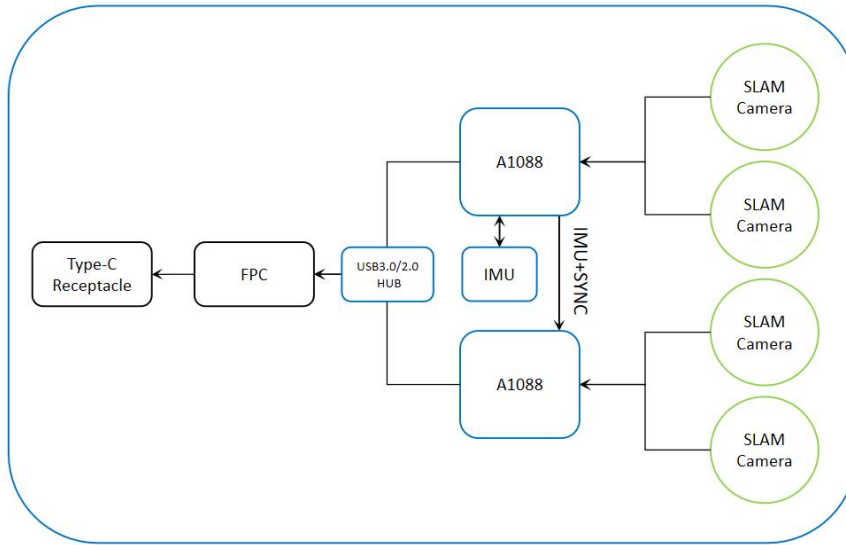 SLAM
Camera
A1088
SLAM
Camera
Type-C
Receptacle
FPC
USB3.0/2.0
HUB
IMU
IMU+SYNC
SLAM
Camera
A1088
SLAM
Camera